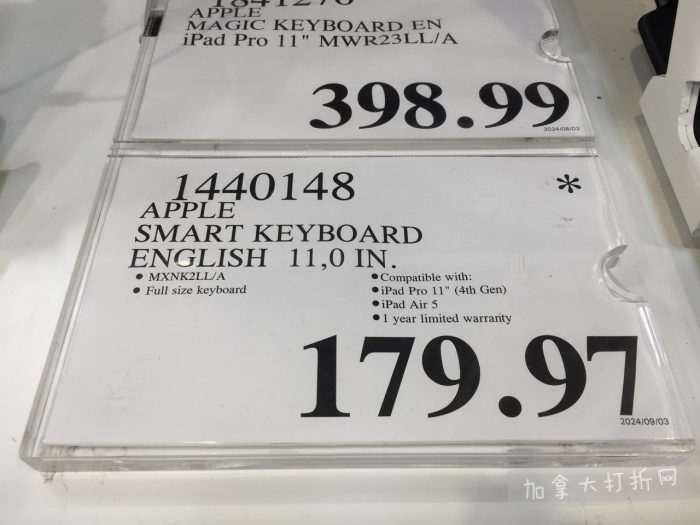 1841276
APPLE
MAGIC KEYBOARD EN
iPad Pro 11" MWR23LL/A
398.99
2024/08/03
1440148 *
APPLE
SMART KEYBOARD
ENGLISH 11,0 IN.
• MXNK2LL/A
• Full size keyboard
• Compatible with:
• iPad Pro 11" (4th Gen)
• iPad Air 5
• 1 year limited warranty
179.97
2024/09/03
加拿大打折网